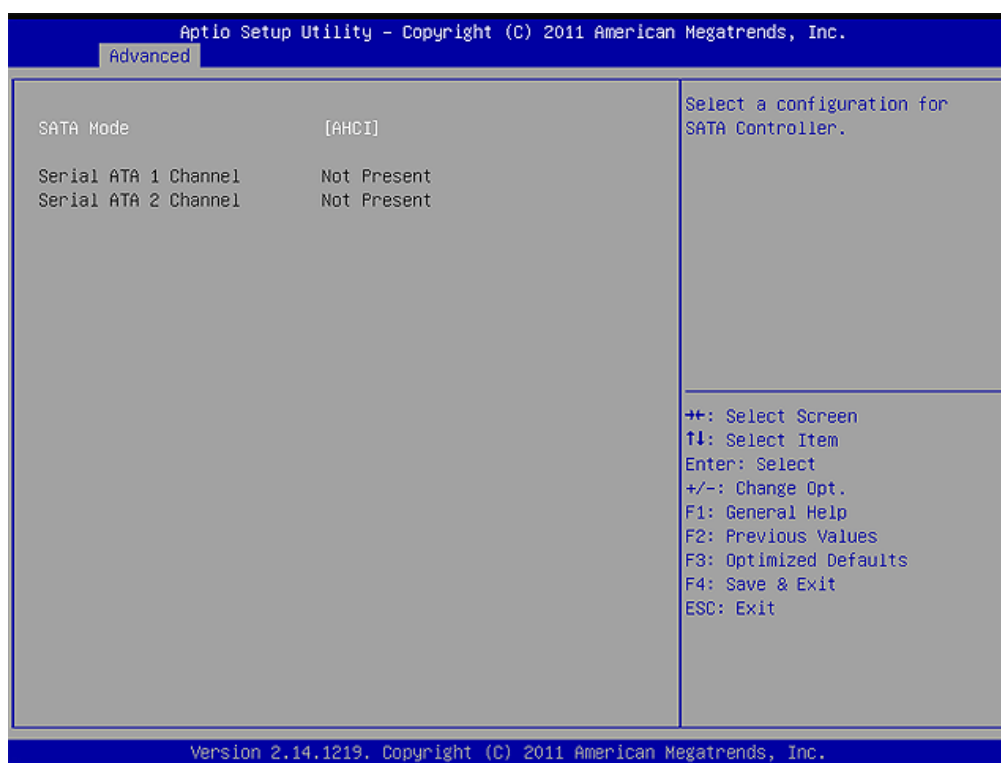 Aptio Setup Utility – Copyright (C) 2011 American Megatrends, Inc.
Advanced
SATA Mode [AHCI]
Serial ATA 1 Channel Not Present
Serial ATA 2 Channel Not Present
Select a configuration for
SATA Controller.
→←: Select Screen
↑↓: Select Item
Enter: Select
+/-: Change Opt.
F1: General Help
F2: Previous Values
F3: Optimized Defaults
F4: Save & Exit
ESC: Exit
Version 2.14.1219. Copyright (C) 2011 American Megatrends, Inc.